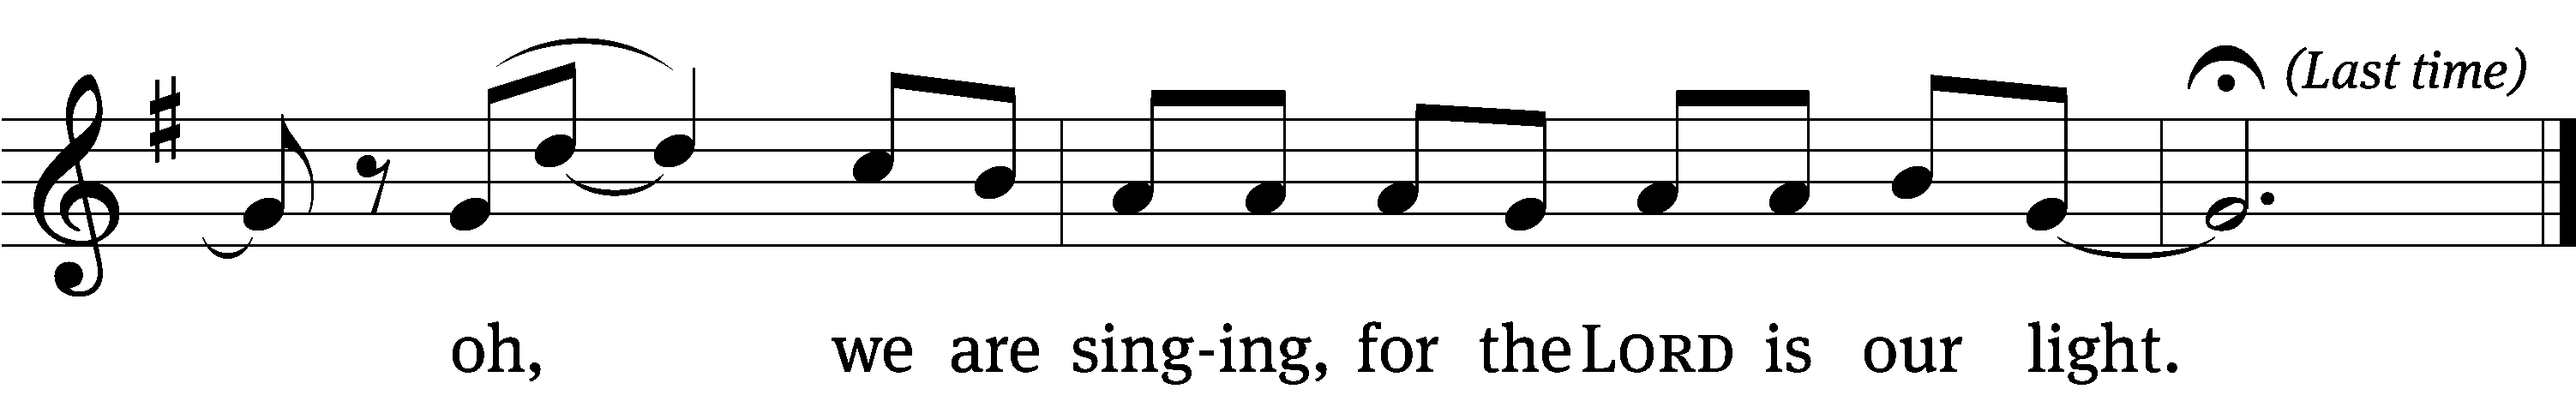 (Last time)
oh, we are sing-ing, for the LORD is our light.